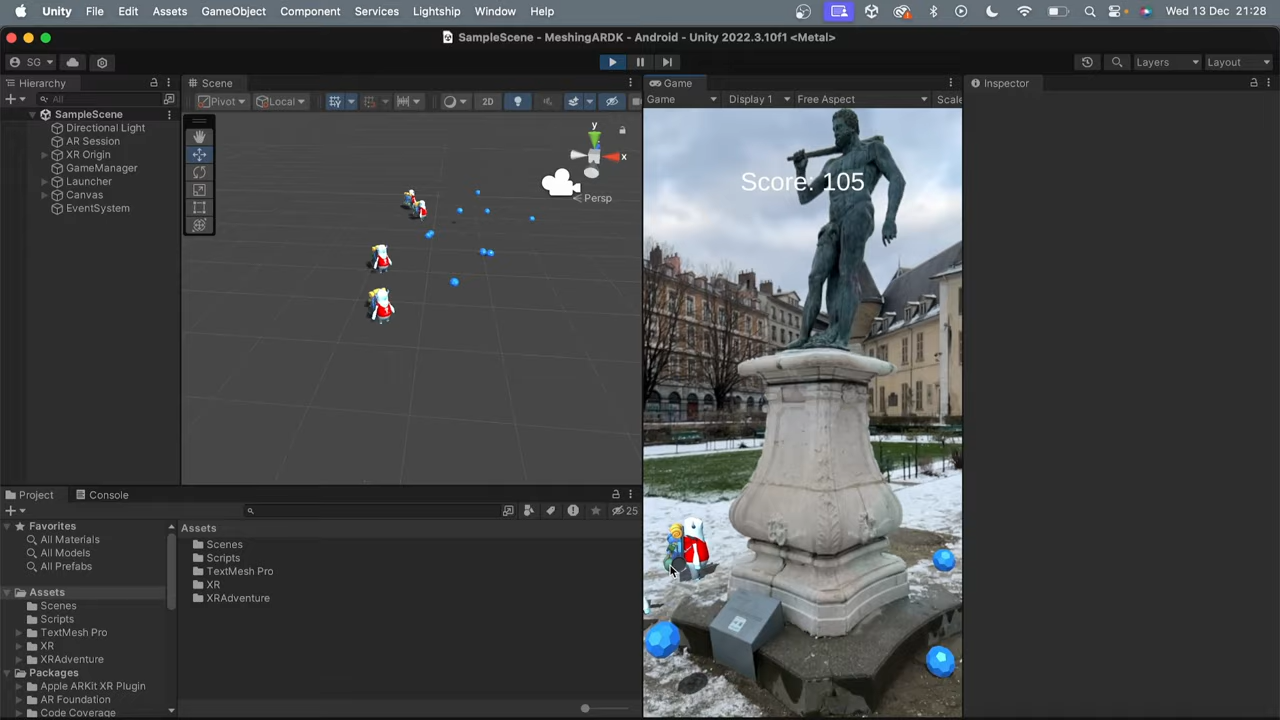 Unity File Edit Assets GameObject Component Services Lightship Window Help Wed 13 Dec 21:28
SampleScene - MeshingARDK - Android - Unity 2022.3.10f1 <Metal>
SG Layers Layout
Hierarchy
All
SampleScene
Directional Light
AR Session
XR Origin
GameManager
Launcher
Canvas
EventSystem
Scene
Pivot Local 2D
y
x
Persp
Game
Game Display 1 Free Aspect Scale
Score: 105
Inspector
Project Console
25
Favorites
All Materials
All Models
All Prefabs
Assets
Scenes
Scripts
TextMesh Pro
XR
XRAdventure
Packages
Apple ARKit XR Plugin
AR Foundation
Code Coverage
Assets
Scenes
Scripts
TextMesh Pro
XR
XRAdventure